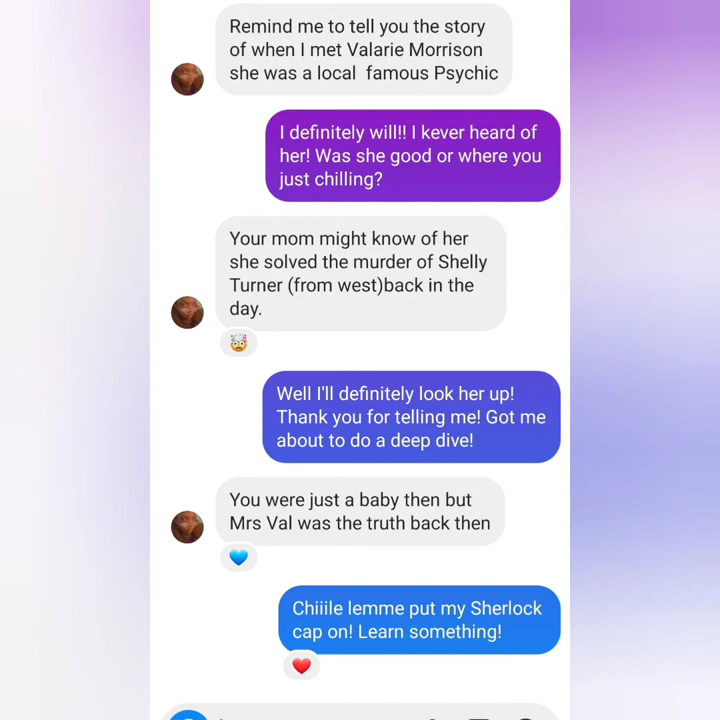 Remind me to tell you the story
of when I met Valarie Morrison
she was a local  famous Psychic
I definitely will!! I kever heard of
her! Was she good or where you
just chilling?
Your mom might know of her
she solved the murder of Shelly
Turner (from west)back in the
day.
Well I'll definitely look her up!
Thank you for telling me! Got me
about to do a deep dive!
You were just a baby then but
Mrs Val was the truth back then
Chiiile lemme put my Sherlock
cap on! Learn something!